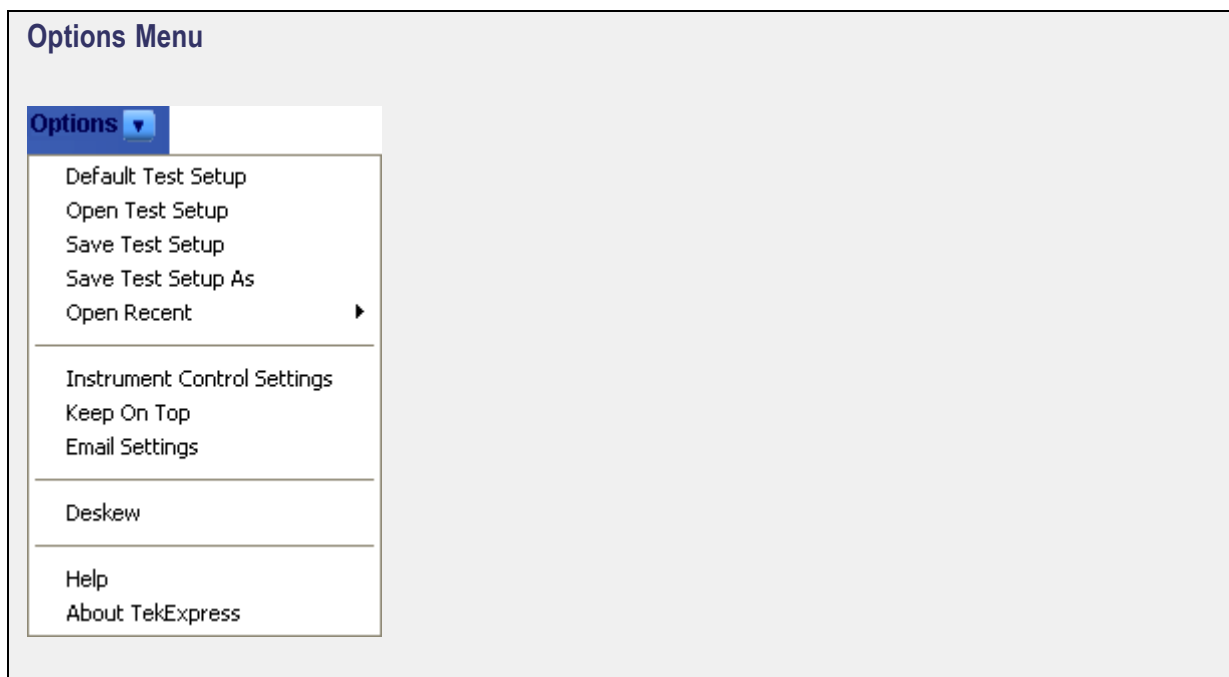 Options Menu
Options
Default Test Setup
Open Test Setup
Save Test Setup
Save Test Setup As
Open Recent
Instrument Control Settings
Keep On Top
Email Settings
Deskew
Help
About TekExpress